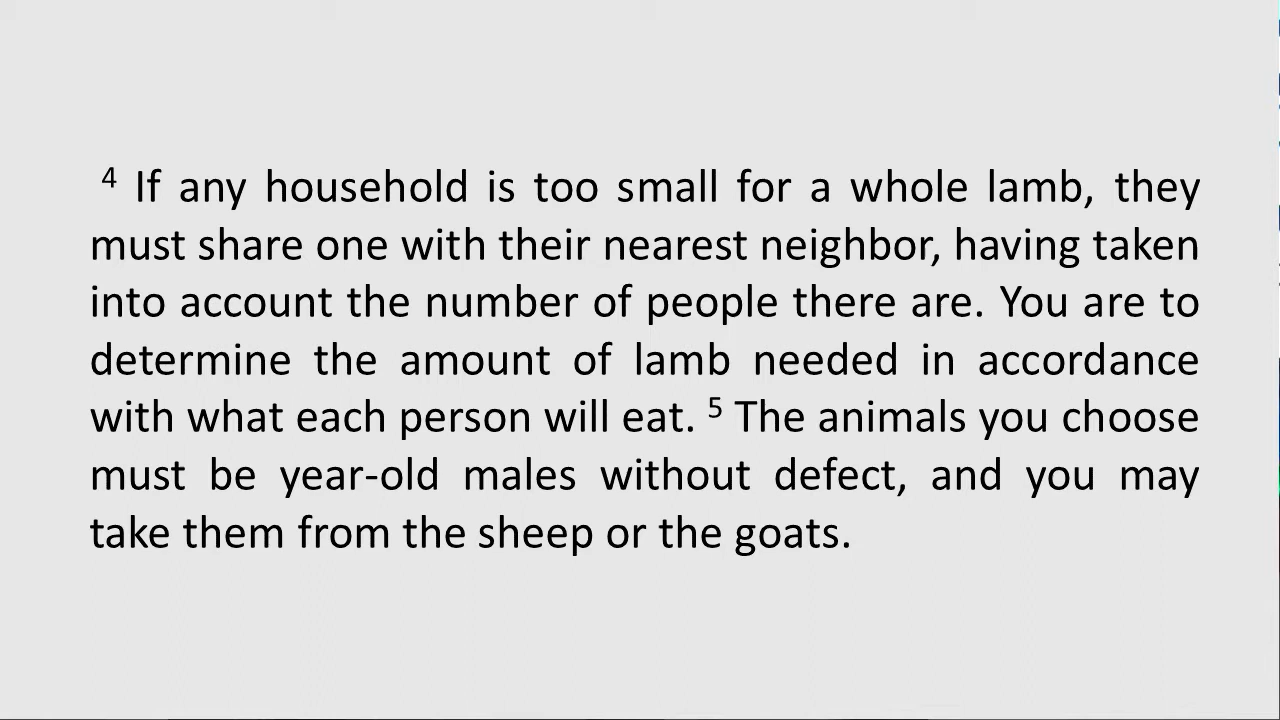 ⁴ If any household is too small for a whole lamb, they
must share one with their nearest neighbor, having taken
into account the number of people there are. You are to
determine the amount of lamb needed in accordance
with what each person will eat. ⁵ The animals you choose
must be year-old males without defect, and you may
take them from the sheep or the goats.